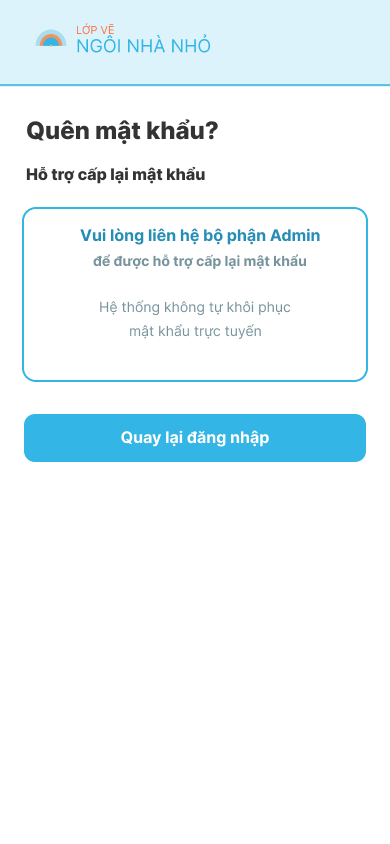 LỚP VẼ
NGÔI NHÀ NHỎ
Quên mật khẩu?
Hỗ trợ cấp lại mật khẩu
Vui lòng liên hệ bộ phận Admin
để được hỗ trợ cấp lại mật khẩu
Hệ thống không tự khôi phục
mật khẩu trực tuyến
Quay lại đăng nhập